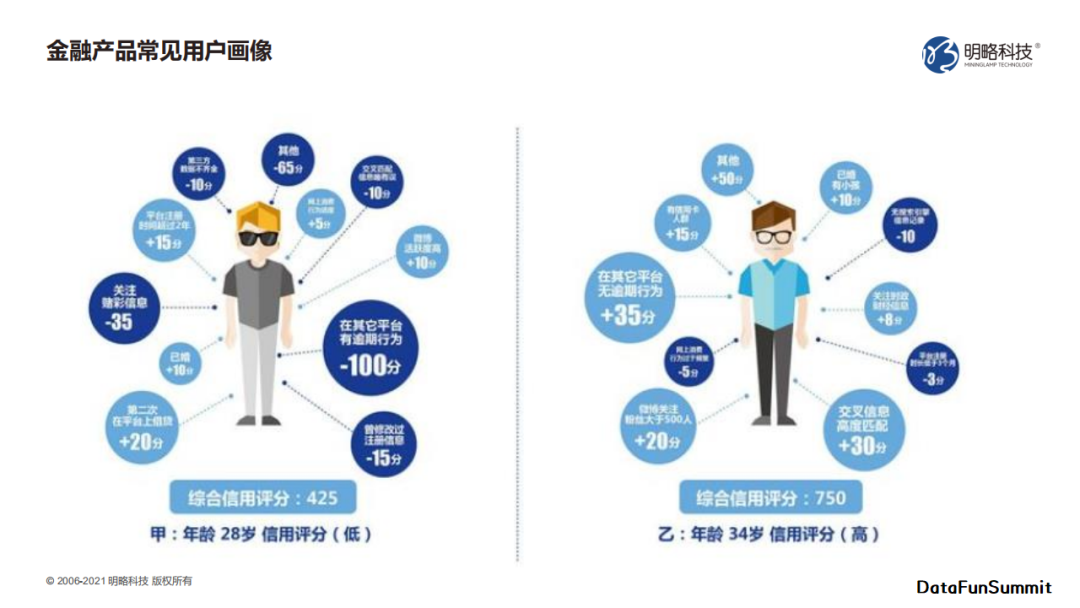 金融产品常见用户画像
明略科技®
MININGLAMP TECHNOLOGY
第三方
数据不齐全
-10分
其他
-65分
交叉匹配
信息略有误
-10分
平台注册
时间超过2年
+15分
网上消费
+5分
微博
活跃度高
+10分
关注
赌彩信息
-35
在其它平台
有逾期行为
-100分
已婚
+10分
第二次
在平台上借贷
+20分
曾修改过
注册信息
-15分
综合信用评分：425
甲：年龄 28岁 信用评分（低）
其他
+50分
已婚
有小孩
+10分
有信用卡
人群
+15分
无搜索引擎
信息记录
-10
在其它平台
无逾期行为
+35分
关注时政
财经信息
+8分
网上消费
行为过于频繁
-5分
平台注册
时长低于3个月
-3分
微博关注
粉丝大于500人
+20分
交叉信息
高度匹配
+30分
综合信用评分：750
乙：年龄 34岁 信用评分（高）
© 2006-2021 明略科技 版权所有
DataFunSummit